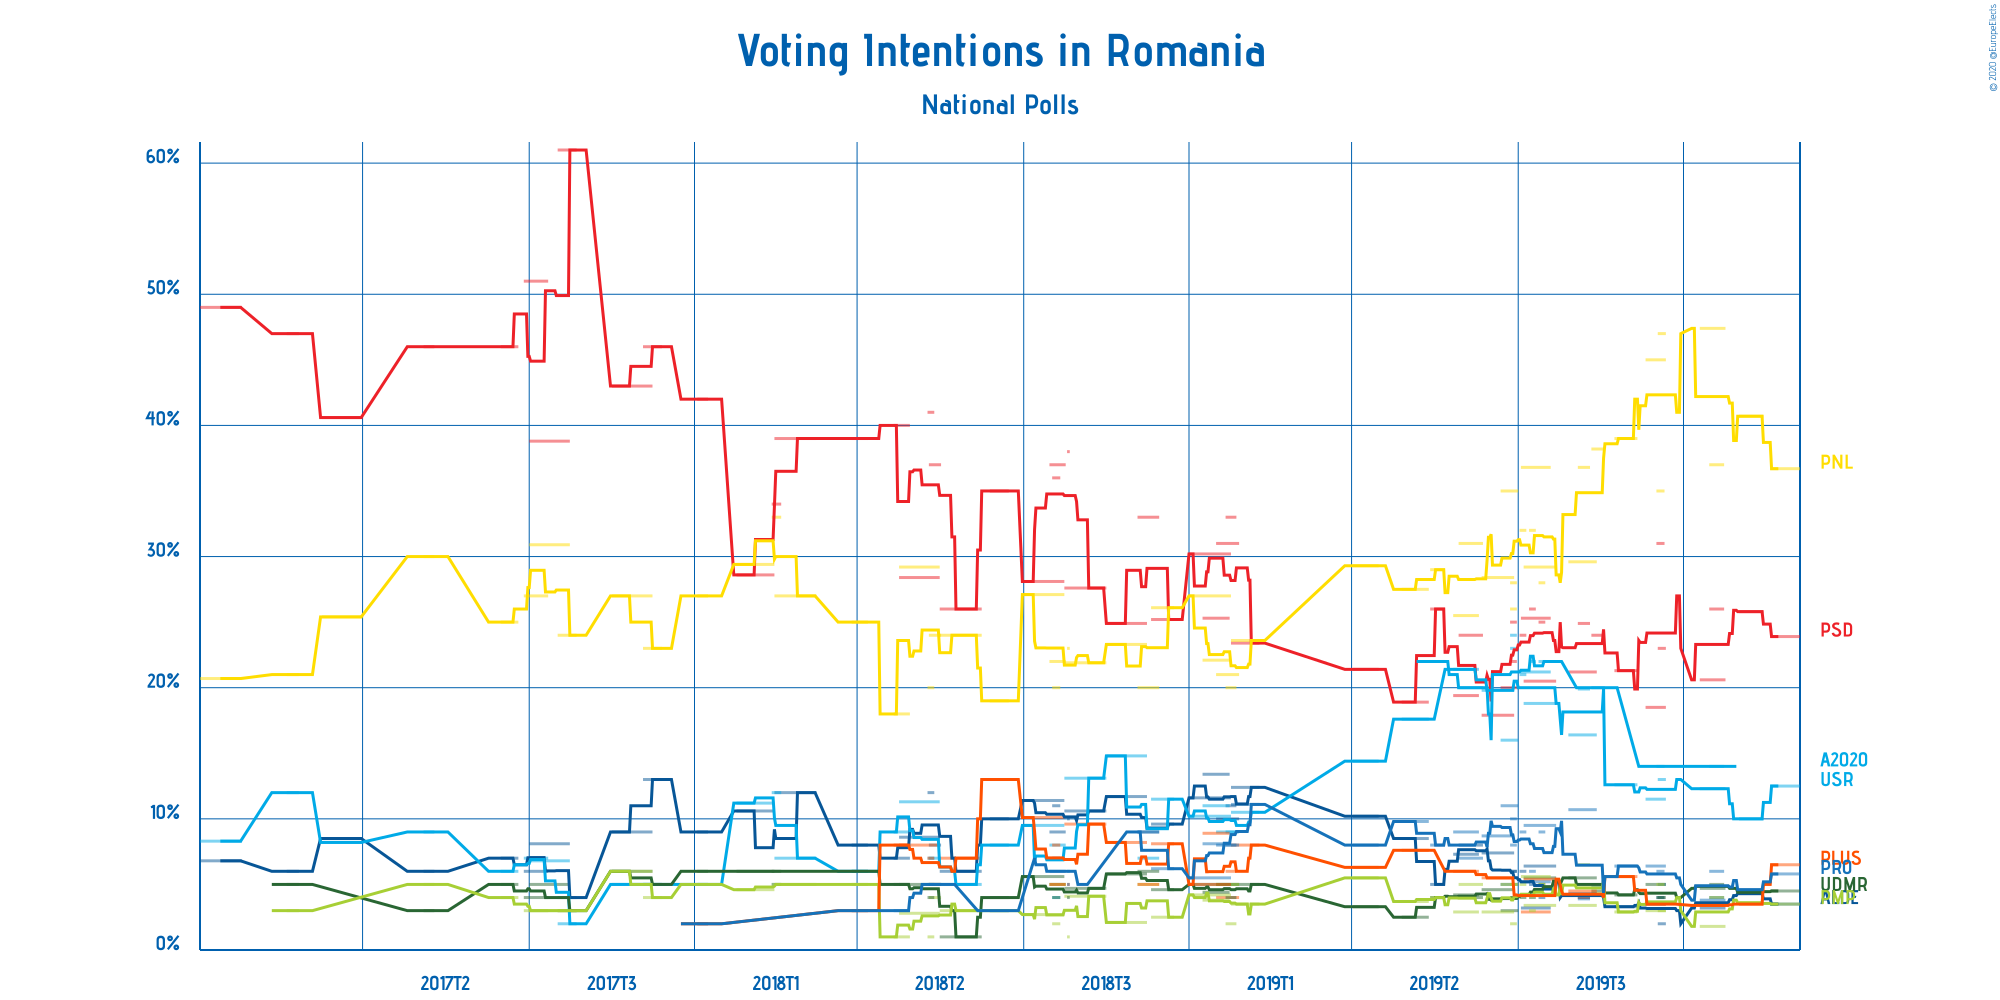 © 2020 @EuropeElects
Voting Intentions in Romania
National Polls
60%
50%
40%
30%
20%
10%
0%
PNL
PSD
A2020
USR
PLUS
PRO
UDMR
PMP
2017T2
2017T3
2018T1
2018T2
2018T3
2019T1
2019T2
2019T3